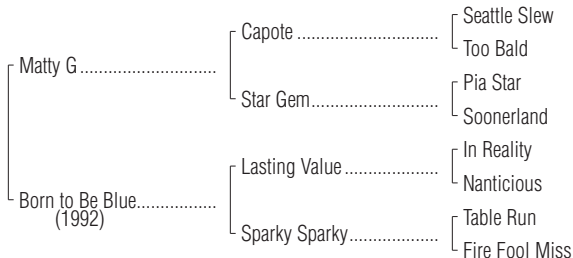 Seattle Slew
Capote
Too Bald
Matty G
Pia Star
Star Gem
Soonerland
In Reality
Lasting Value
Nanticious
Born to Be Blue
(1992)
Table Run
Sparky Sparky
Fire Fool Miss